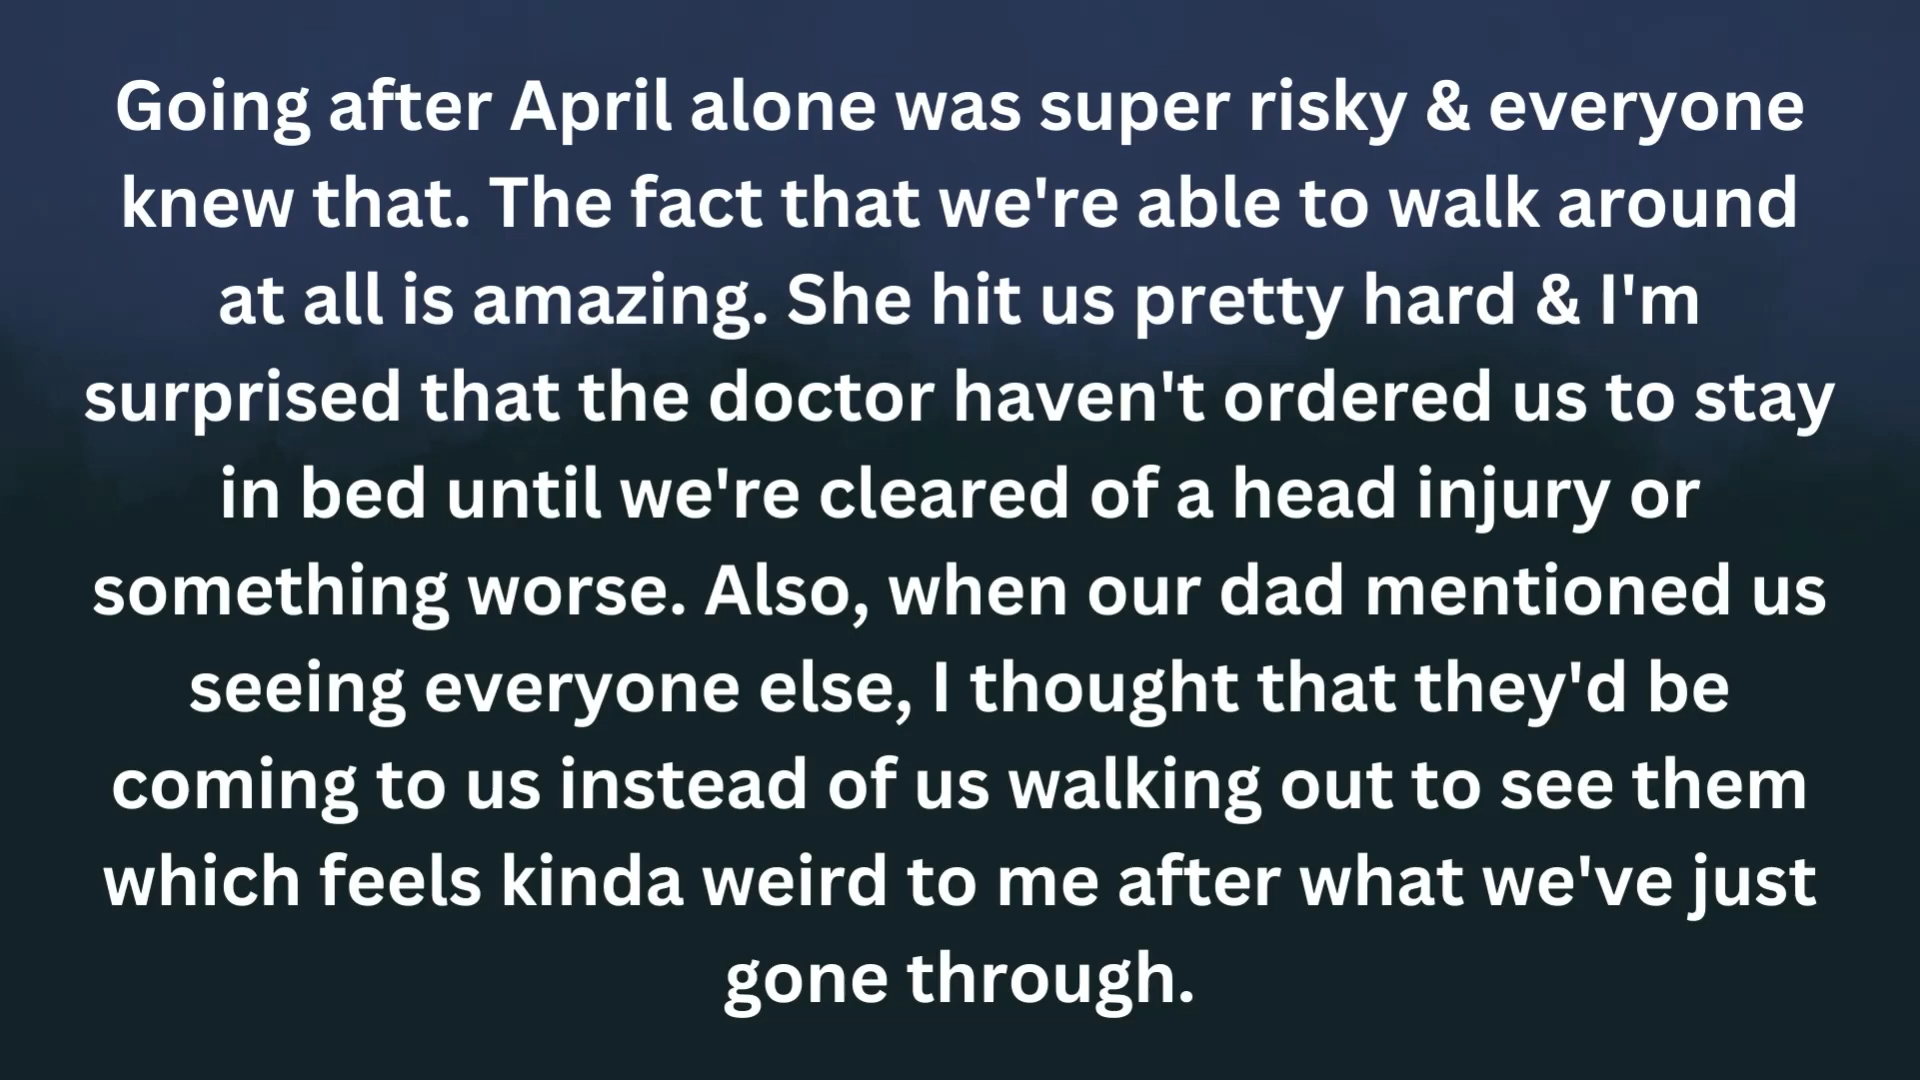 Going after April alone was super risky & everyone
knew that. The fact that we're able to walk around
at all is amazing. She hit us pretty hard & I'm
surprised that the doctor haven't ordered us to stay
in bed until we're cleared of a head injury or
something worse. Also, when our dad mentioned us
seeing everyone else, I thought that they'd be
coming to us instead of us walking out to see them
which feels kinda weird to me after what we've just
gone through.